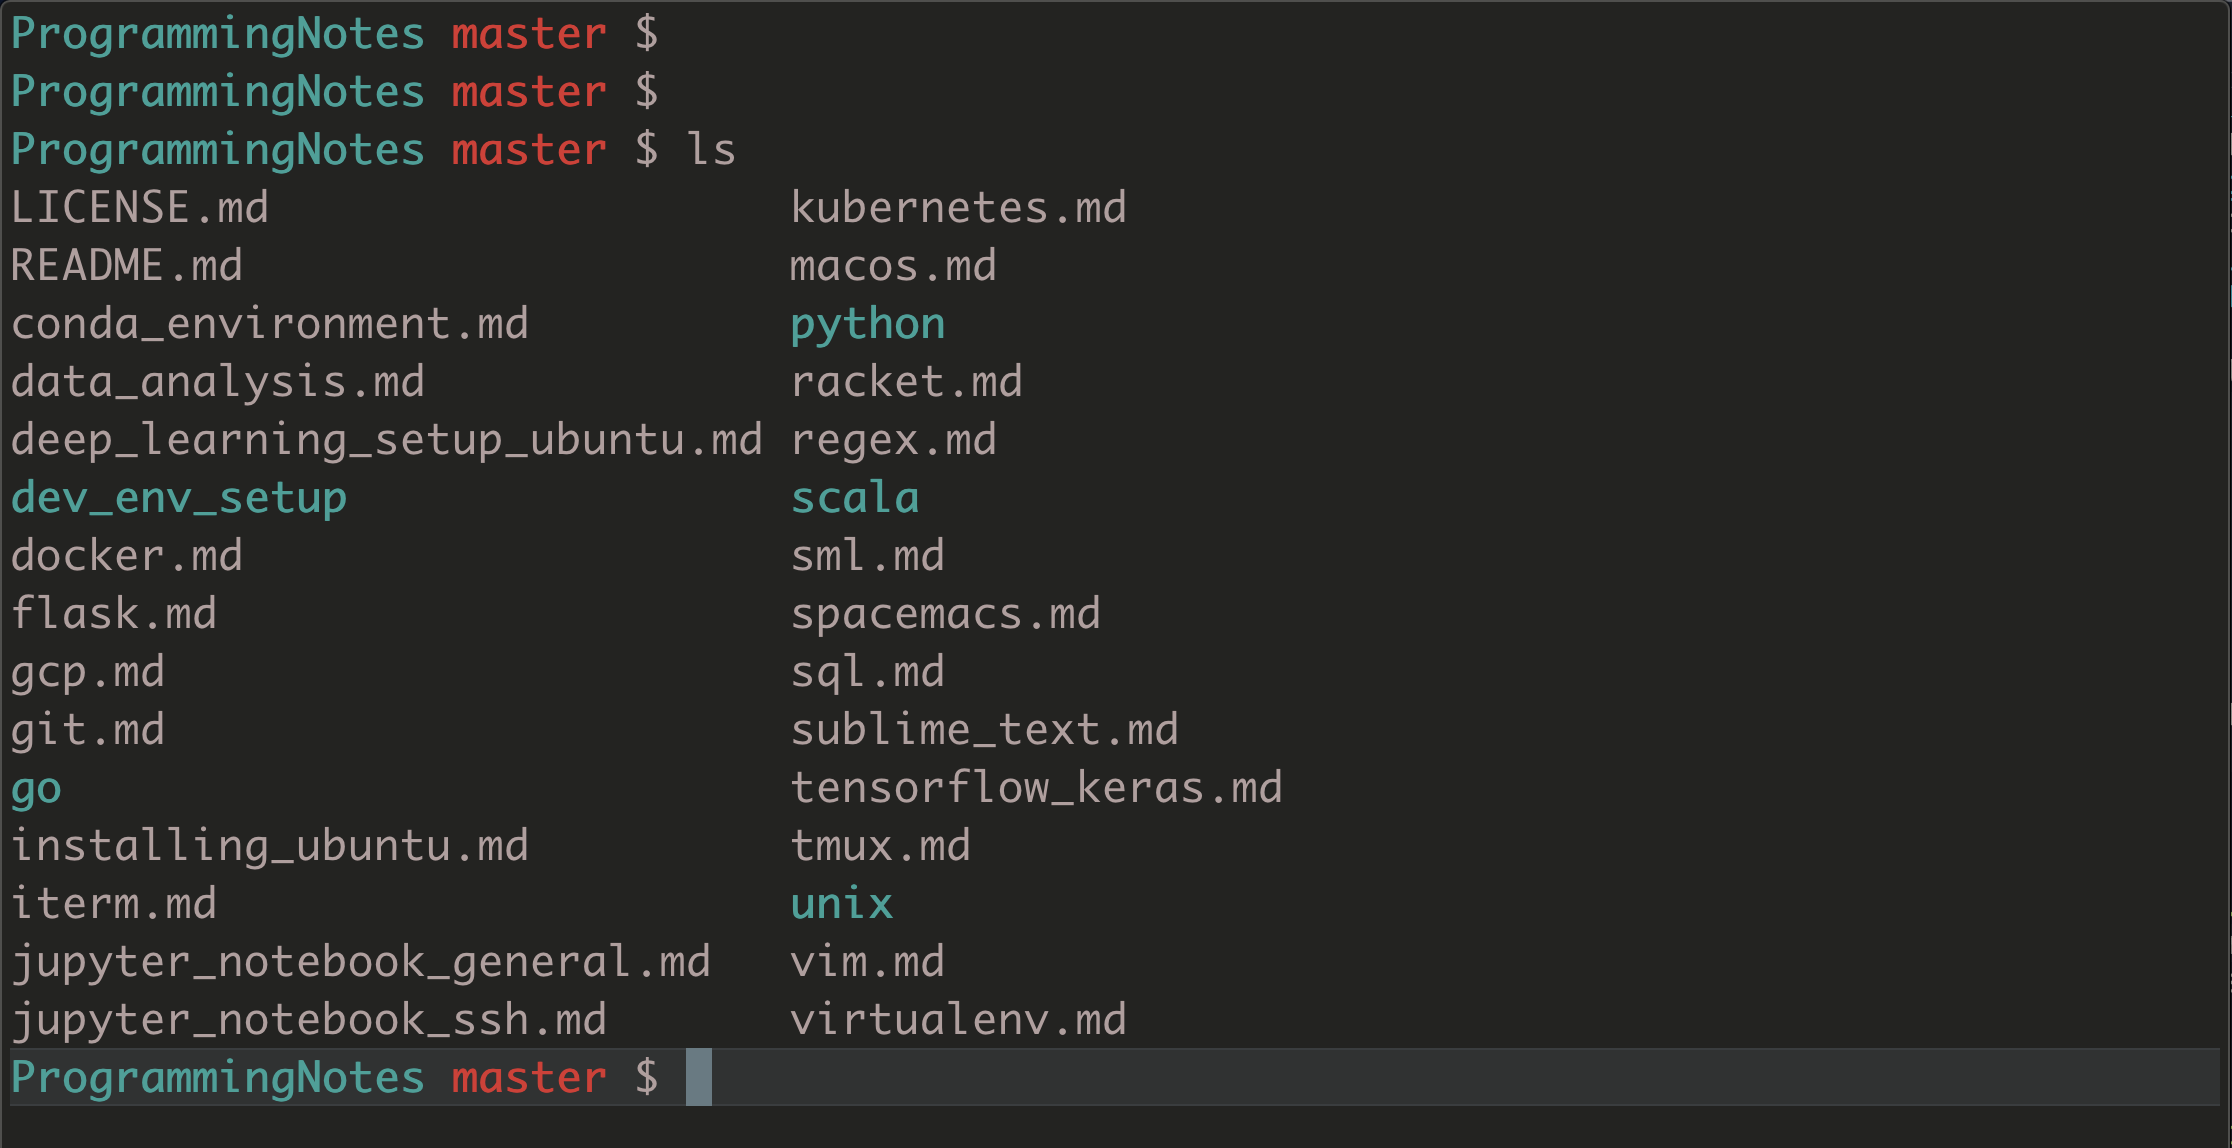 ProgrammingNotes master $
ProgrammingNotes master $
ProgrammingNotes master $ ls
LICENSE.md kubernetes.md
README.md macos.md
conda_environment.md python
data_analysis.md racket.md
deep_learning_setup_ubuntu.md regex.md
dev_env_setup scala
docker.md sml.md
flask.md spacemacs.md
gcp.md sql.md
git.md sublime_text.md
go tensorflow_keras.md
installing_ubuntu.md tmux.md
iterm.md unix
jupyter_notebook_general.md vim.md
jupyter_notebook_ssh.md virtualenv.md
ProgrammingNotes master $